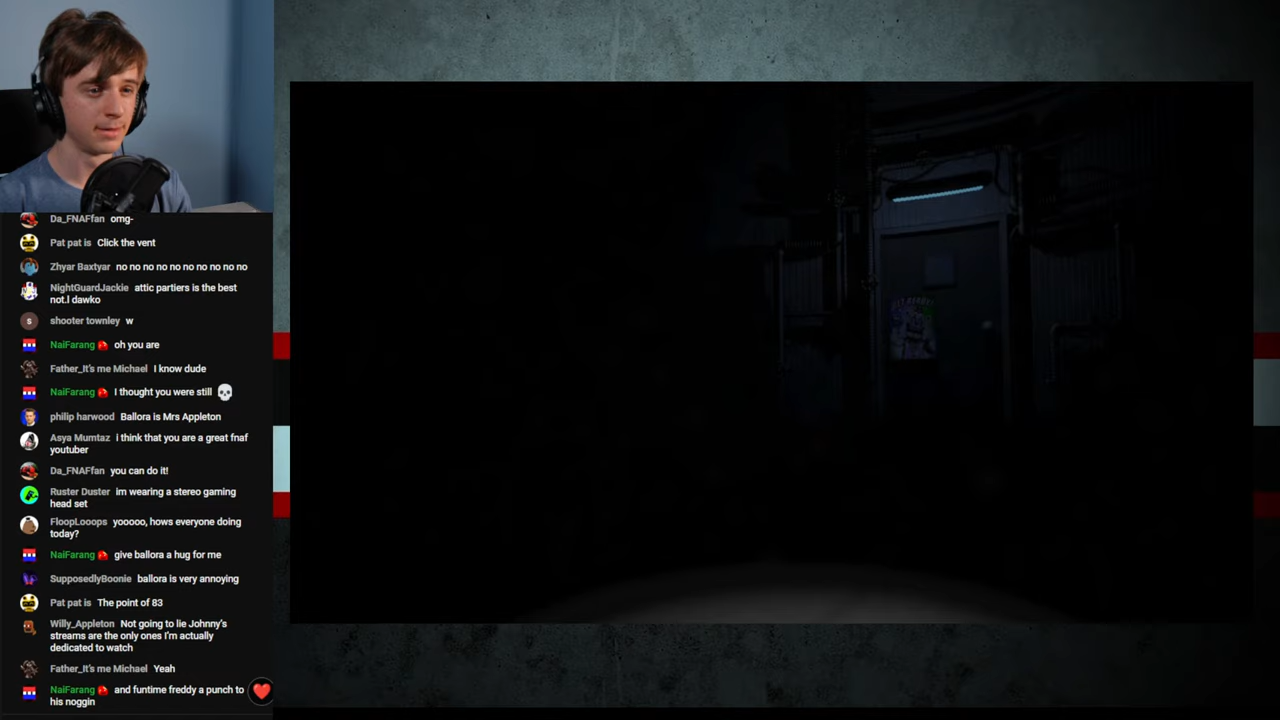 Da_FNAFfan omg-
Pat pat is Click the vent
Zhyar Baxtyar no no no no no no no no no no
NightGuardJackie attic partiers is the best
not.l dawko
s shooter townley w
NaiFarang oh you are
Father_It's me Michael I know dude
NaiFarang I thought you were still 💀
philip harwood Ballora is Mrs Appleton
Asya Mumtaz i think that you are a great fnaf
youtuber
Da_FNAFfan you can do it!
Ruster Duster im wearing a stereo gaming
head set
FloopLooops yooooo, hows everyone doing
today?
NaiFarang give ballora a hug for me
SupposedlyBoonie ballora is very annoying
Pat pat is The point of 83
Willy_Appleton Not going to lie Johnny's
streams are the only ones I'm actually
dedicated to watch
Father_It's me Michael Yeah
NaiFarang and funtime freddy a punch to
his noggin